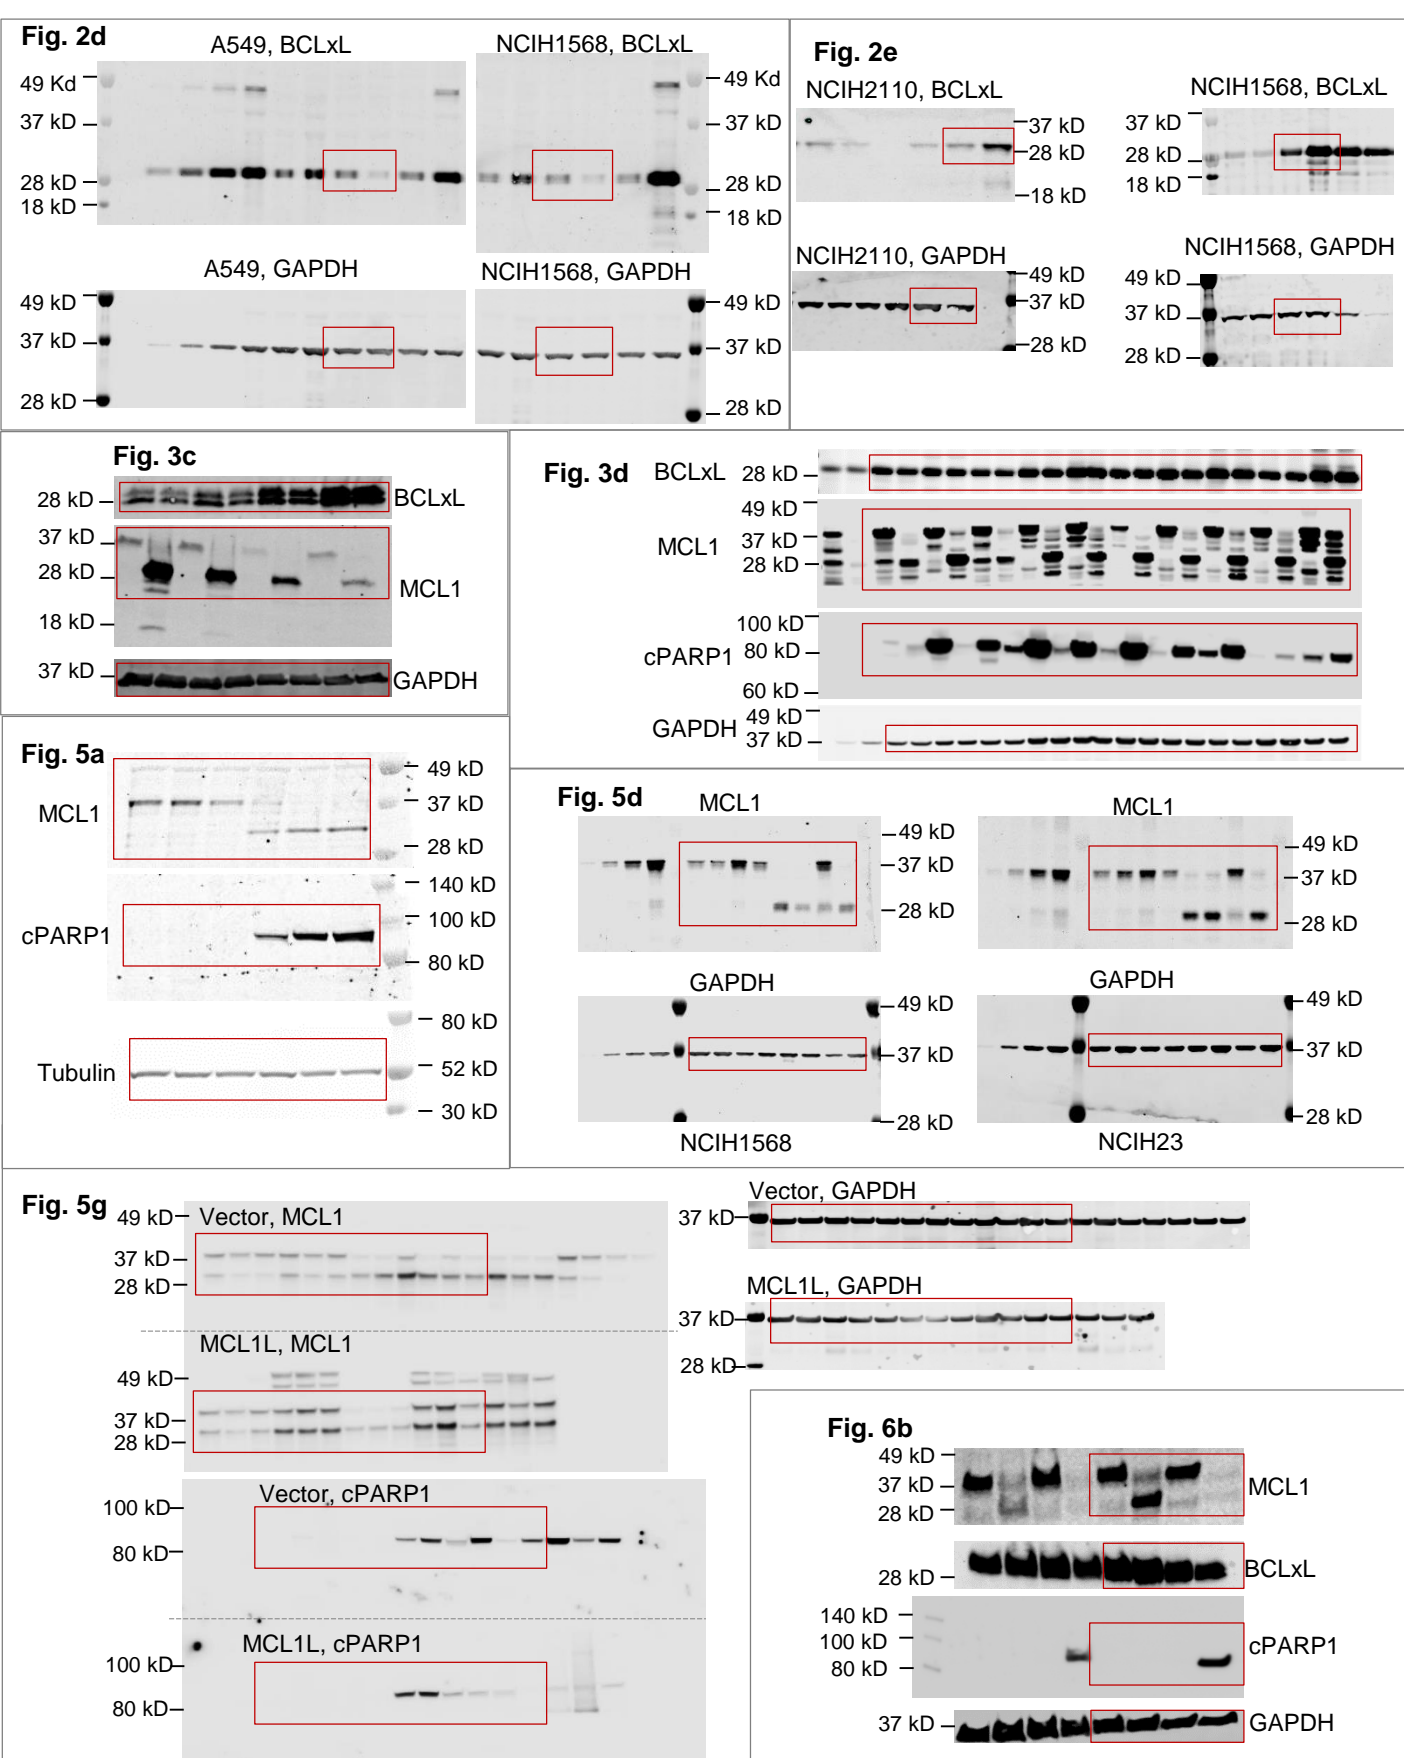 Fig. 2d
A549, BCLxL
49 Kd
37 kD
28 kD
18 kD
NCIH1568, BCLxL
49 Kd
37 kD
28 kD
18 kD
A549, GAPDH
49 kD
37 kD
28 kD
NCIH1568, GAPDH
49 kD
37 kD
28 kD
Fig. 2e
NCIH2110, BCLxL
37 kD
28 kD
18 kD
NCIH1568, BCLxL
37 kD
28 kD
18 kD
NCIH2110, GAPDH
49 kD
37 kD
28 kD
NCIH1568, GAPDH
49 kD
37 kD
28 kD
Fig. 3c
28 kD
BCLxL
37 kD
28 kD
MCL1
18 kD
37 kD
GAPDH
Fig. 3d
BCLxL 28 kD
49 kD
MCL1
37 kD
28 kD
100 kD
cPARP1 80 kD
60 kD
49 kD
GAPDH
37 kD
Fig. 5a
MCL1
49 kD
37 kD
28 kD
cPARP1
140 kD
100 kD
80 kD
Tubulin
80 kD
52 kD
30 kD
Fig. 5d
MCL1
49 kD
37 kD
28 kD
MCL1
49 kD
37 kD
28 kD
GAPDH
49 kD
37 kD
28 kD
NCIH1568
GAPDH
49 kD
37 kD
28 kD
NCIH23
Fig. 5g
Vector, MCL1
49 kD
37 kD
28 kD
MCL1L, MCL1
49 kD
37 kD
28 kD
Vector, cPARP1
100 kD
80 kD
MCL1L, cPARP1
100 kD
80 kD
Vector, GAPDH
37 kD
MCL1L, GAPDH
37 kD
28 kD
Fig. 6b
49 kD
37 kD
28 kD
MCL1
28 kD
BCLxL
140 kD
100 kD
80 kD
cPARP1
37 kD
GAPDH